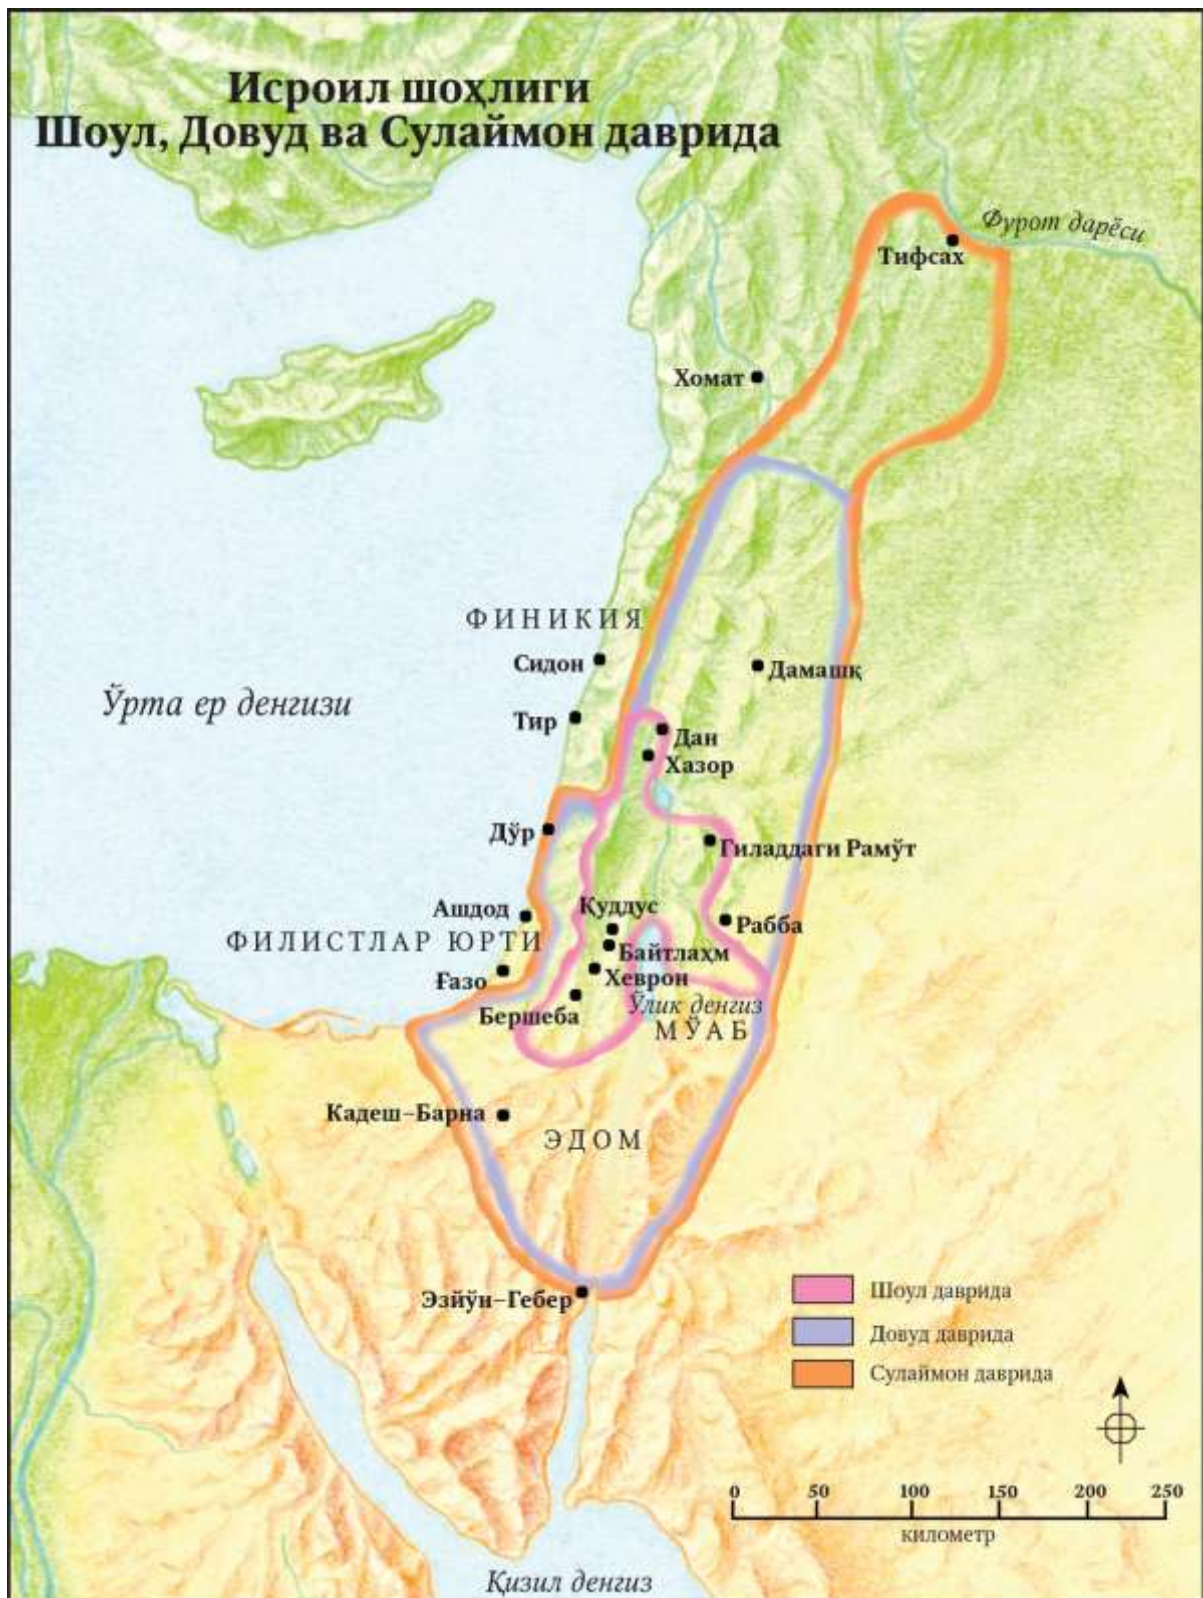 Исроил шоҳлиги
Шоул, Довуд ва Сулаймон даврида
Фурот дарёси
Тифсах
Хомат
ФИНИКИЯ
Сидон
Дамашқ
Ўрта ер денгизи
Тир
Дан
Хазор
Дўр
Гиладдаги Рамўт
Қуддус
Ашдод
Рабба
ФИЛИСТЛАР ЮРТИ
Байтлаҳм
Ғазо
Хеврон
Ўлик денгиз
Бершеба
МЎАБ
Кадеш–Барна
ЭДОМ
Эзйўн–Гебер
Шоул даврида
Довуд даврида
Сулаймон даврида
0 50 100 150 200 250
километр
Қизил денгиз